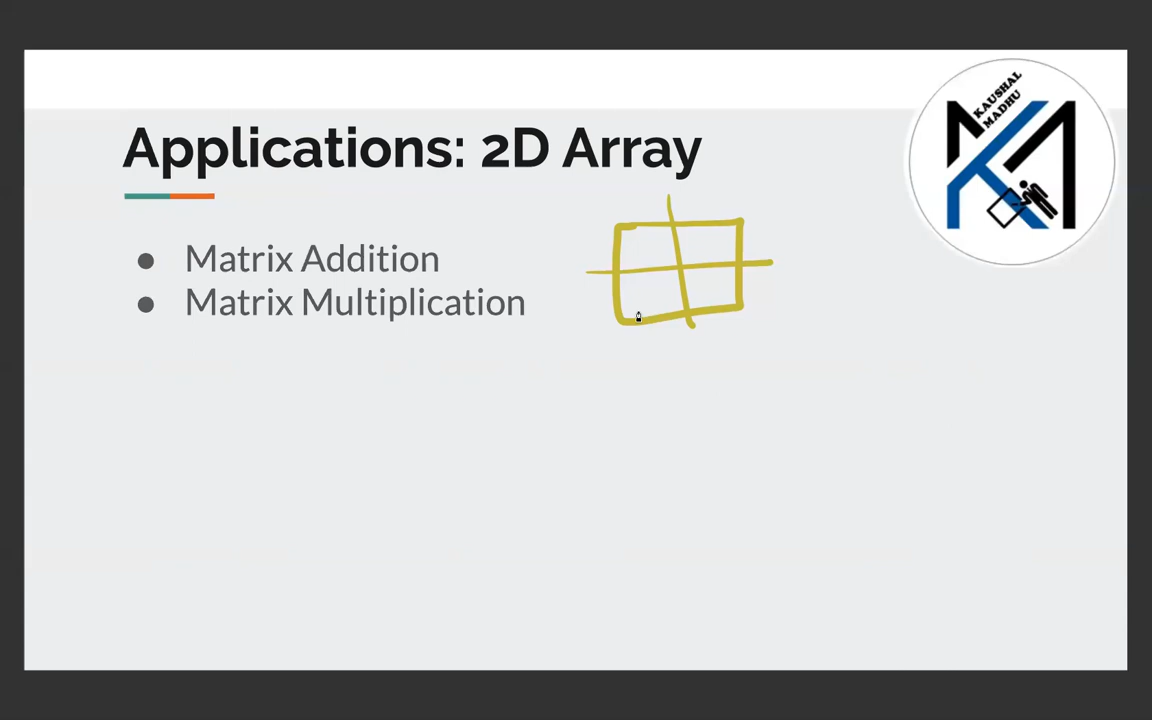 KAUSHAL
MADHU
Applications: 2D Array
● Matrix Addition
● Matrix Multiplication